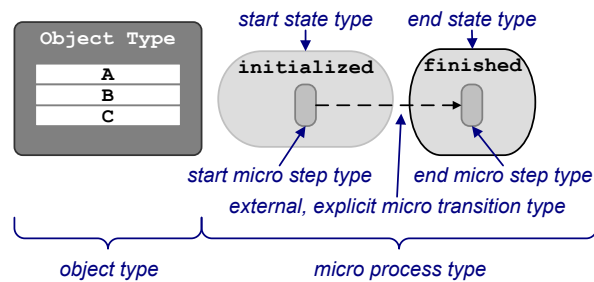 start state type
end state type
Object Type
A
B
C
initialized
finished
start micro step type
end micro step type
external, explicit micro transition type
object type
micro process type